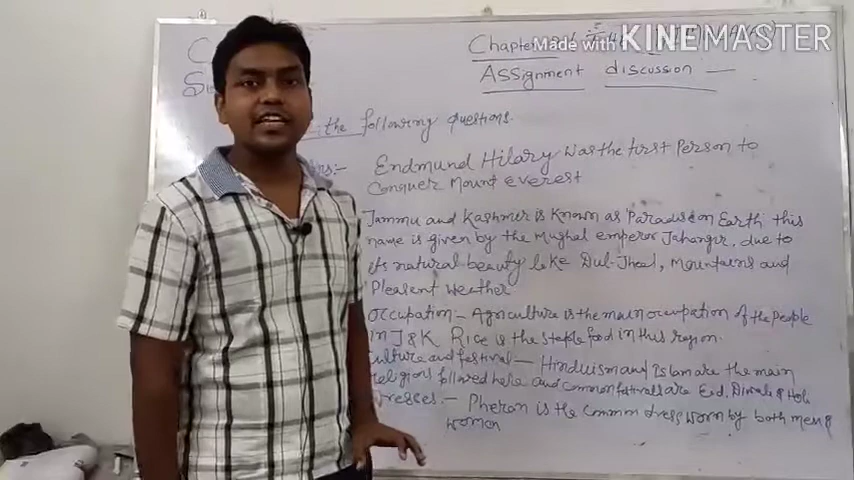 Made with KINEMASTER
Chapter
Assignment discussion
the following questions.
Endmund Hilary was the first Person to
Conquer Mount everest
Jammu and Kashmir is known as Paradise on Earth this
name is given by the Mughal emperor Jahangir. due to
its natural beauty like Dul-Jheel, Mountains and
Pleasent weather
occupation - Agriculture is the main occupation of the people
in J&K Rice is the staple food in this region.
Culture and festival - Hinduism and islam are the main
religions followed here and common festivals are Eid, Diwali & Holi
Dresses:- Pheran is the common dress worn by both men &
women